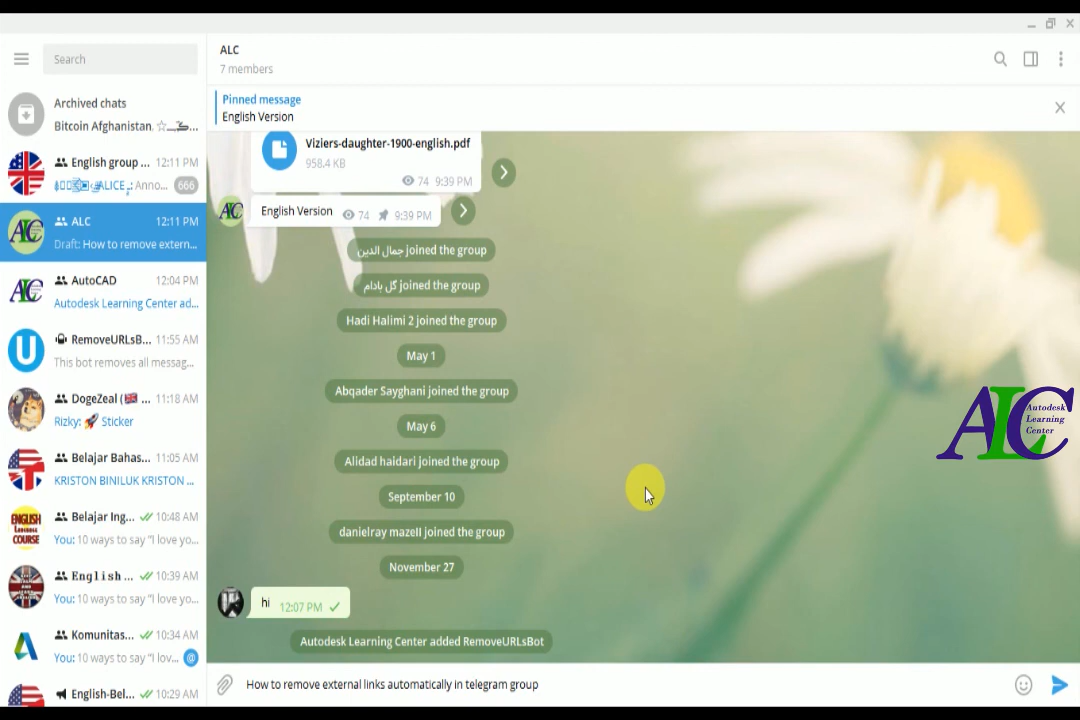 Search
Archived chats
Bitcoin Afghanistan
English group ... 12:11 PM
ALICE Anno... 666
ALC 12:11 PM
Draft: How to remove extern...
AutoCAD 12:04 PM
Autodesk Learning Center ad...
RemoveURLsB... 11:55 AM
This bot removes all messag...
DogeZeal (🇬🇧 ... 11:18 AM
Rizky: 🚀 Sticker
Belajar Bahas... 11:05 AM
KRISTON BINILUK KRISTON ...
ENGLISH COURSE
Belajar Ing... 10:48 AM
You: 10 ways to say "I love yo...
English ... 10:39 AM
You: 10 ways to say "I love yo...
Komunitas... 10:34 AM
You: 10 ways to say "I lov... @
English-Bel... 10:29 AM
ALC
7 members
Pinned message
English Version
Viziers-daughter-1900-english.pdf
958.4 KB
74 9:39 PM
ALC
English Version 74 9:39 PM
جمال الدین joined the group
گل بادام joined the group
Hadi Halimi 2 joined the group
May 1
Abqader Sayghani joined the group
May 6
Alidad haidari joined the group
September 10
danielray mazell joined the group
November 27
hi 12:07 PM
Autodesk Learning Center added RemoveURLsBot
How to remove external links automatically in telegram group
ALC
Autodesk
Learning
Center